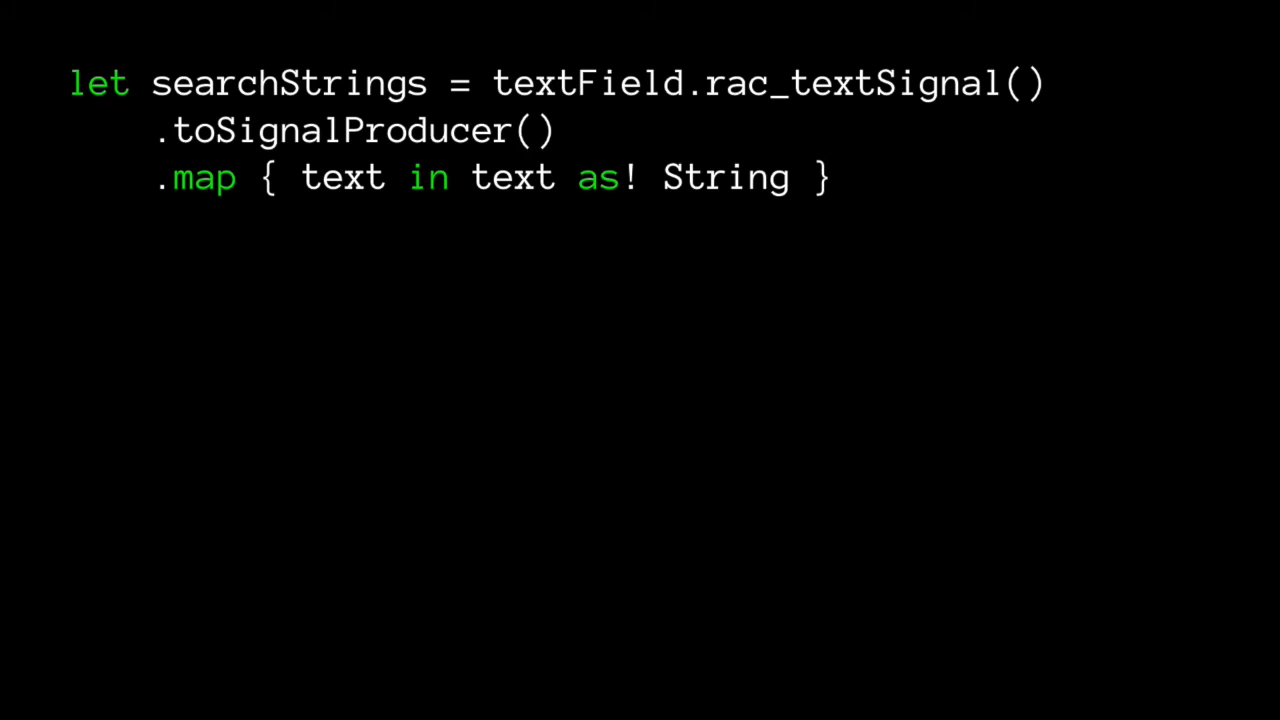 let searchStrings = textField.rac_textSignal()
    .toSignalProducer()
    .map { text in text as! String }